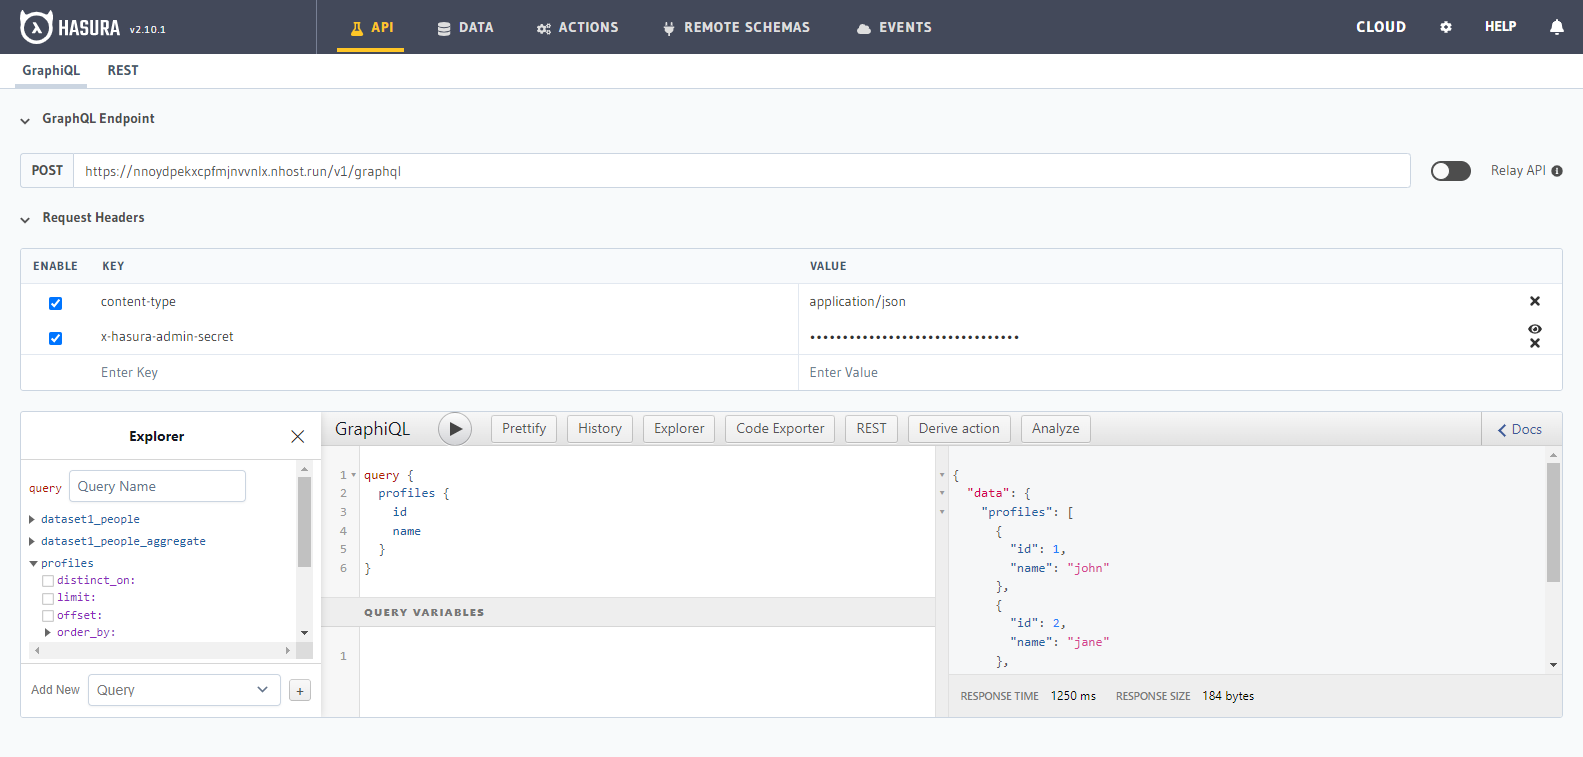 HASURA v2.10.1 API DATA ACTIONS REMOTE SCHEMAS EVENTS CLOUD HELP
GraphiQL REST
GraphQL Endpoint
POST https://nnoydpekxcpfmjnvvnlx.nhost.run/v1/graphql Relay API
Request Headers
ENABLE KEY VALUE
content-type application/json
x-hasura-admin-secret ••••••••••••••••••••••••••••••••
Enter Key Enter Value
Explorer
query Query Name
dataset1_people
dataset1_people_aggregate
profiles
distinct_on:
limit:
offset:
order_by:
Add New Query +
GraphiQL Prettify History Explorer Code Exporter REST Derive action Analyze Docs
1 query {
2 profiles {
3 id
4 name
5 }
6 }
QUERY VARIABLES
1
{
"data": {
"profiles": [
{
"id": 1,
"name": "john"
},
{
"id": 2,
"name": "jane"
},
RESPONSE TIME 1250 ms RESPONSE SIZE 184 bytes